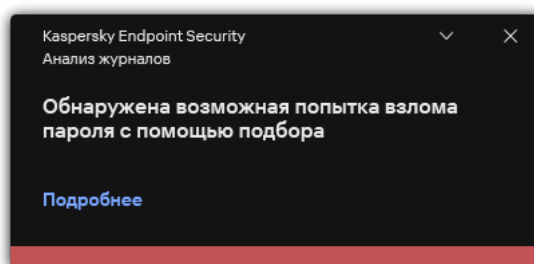 Kaspersky Endpoint Security
Анализ журналов
Обнаружена возможная попытка взлома
пароля с помощью подбора
Подробнее